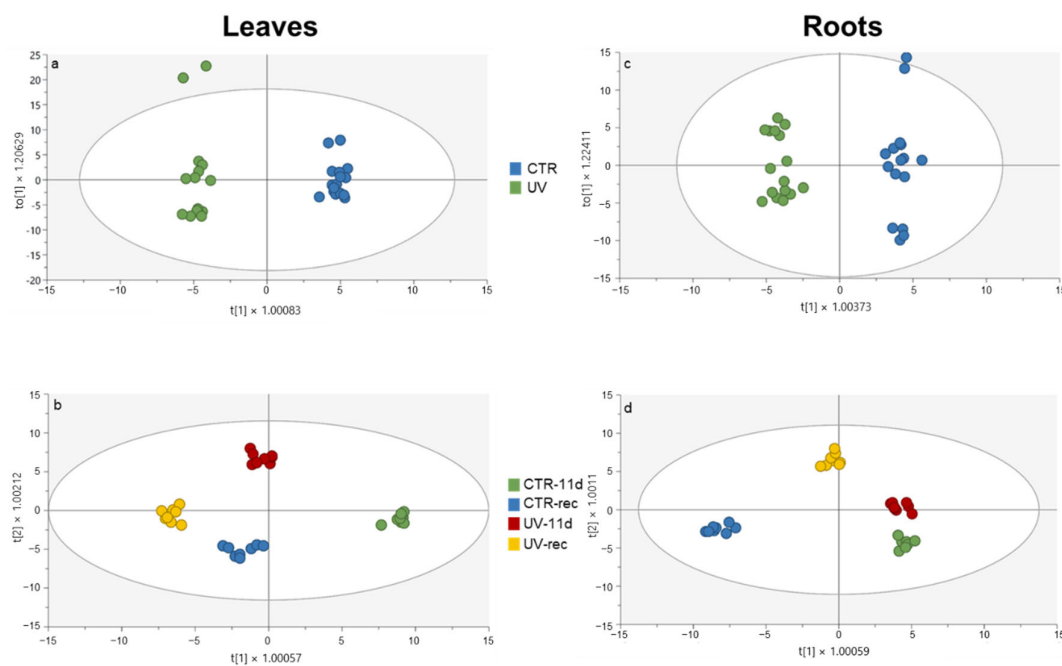 Leaves
Roots
a
25
20
15
10
5
0
−5
−10
−15
−20
to[1] × 1.20629
−15
−10
−5
0
5
10
15
t[1] × 1.00083
CTR
UV
c
15
10
5
0
−5
−10
−15
to[1] × 1.22411
−15
−10
−5
0
5
10
15
t[1] × 1.00373
b
15
10
5
0
−5
−10
−15
t[2] × 1.00212
−15
−10
−5
0
5
10
15
t[1] × 1.00057
CTR-11d
CTR-rec
UV-11d
UV-rec
d
15
10
5
0
−5
−10
−15
t[2] × 1.0011
−15
−10
−5
0
5
10
15
t[1] × 1.00059